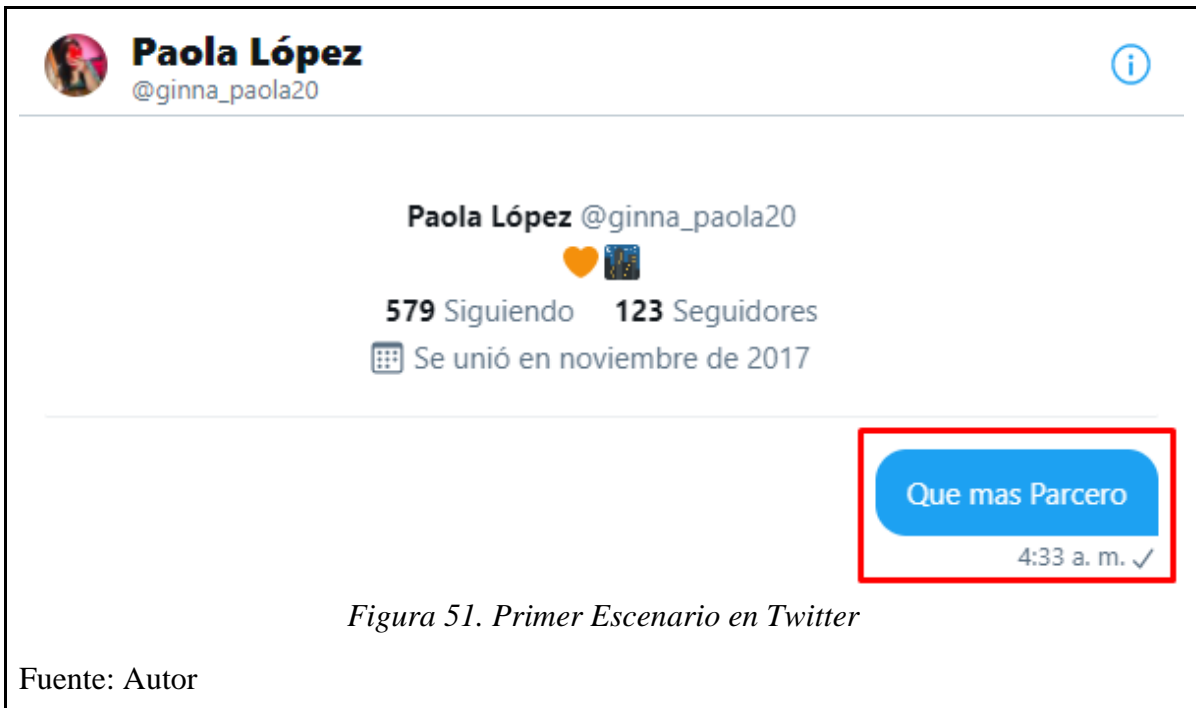 Paola López
@ginna_paola20
Paola López @ginna_paola20
🧡🌃
579 Siguiendo 123 Seguidores
Se unió en noviembre de 2017
Que mas Parcero
4:33 a. m. ✓
Figura 51. Primer Escenario en Twitter
Fuente: Autor